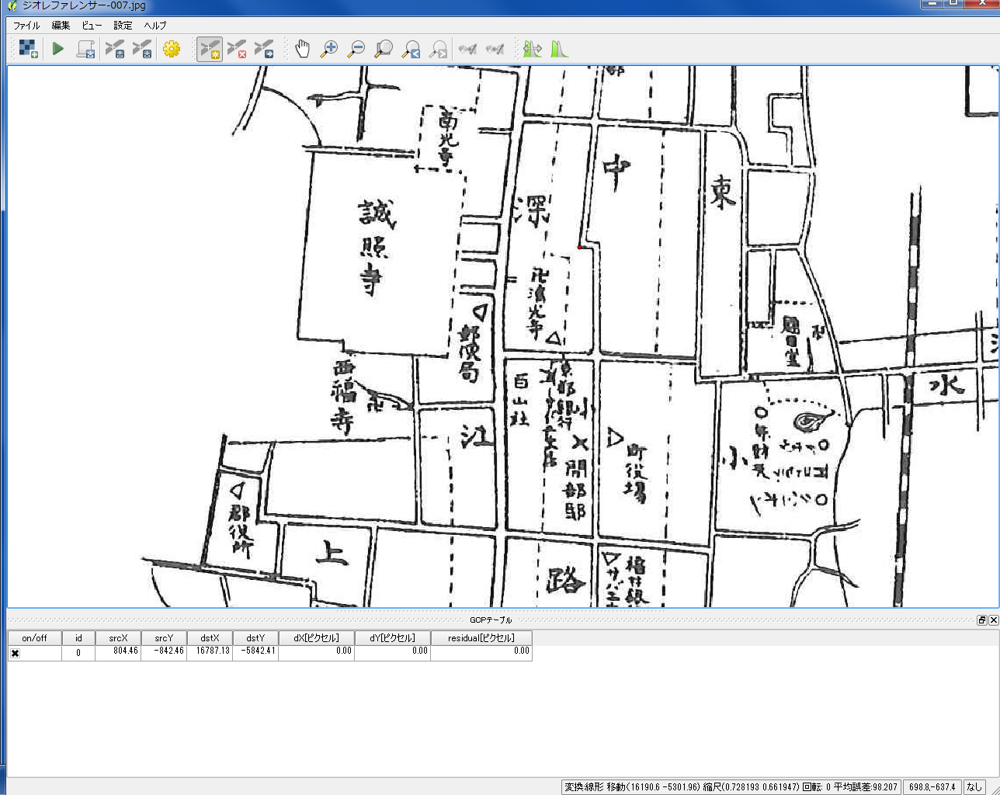 ジオレファレンサー-007.jpg
ファイル 編集 ビュー 設定 ヘルプ
南光寺
中
東
深
誠照寺
卍
郵便局
西福寺
卍
白山社
江
間部邸
町役場
小
水
郡役所
上
路
GCPテーブル
on/off id srcX srcY dstX dstY dX[ピクセル] dY[ピクセル] residual[ピクセル]
0 804.46 -842.46 16787.13 -5842.41 0.00 0.00 0.00
変換:線形 移動(16190.6 -5301.96) 縮尺(0.728193 0.661947) 回転: 0 平均誤差:98.207
698.8,-637.4
なし